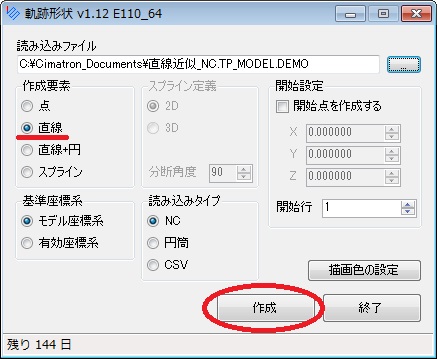 軌跡形状 v1.12 E110_64
読み込みファイル
C:¥Cimatron_Documents¥直線近似_NC.TP_MODEL.DEMO
...
作成要素
点
直線
直線+円
スプライン
スプライン定義
2D
3D
分断角度 90
開始設定
開始点を作成する
X 0.000000
Y 0.000000
Z 0.000000
開始行 1
基準座標系
モデル座標系
有効座標系
読み込みタイプ
NC
円筒
CSV
描画色の設定
作成
終了
残り 144 日